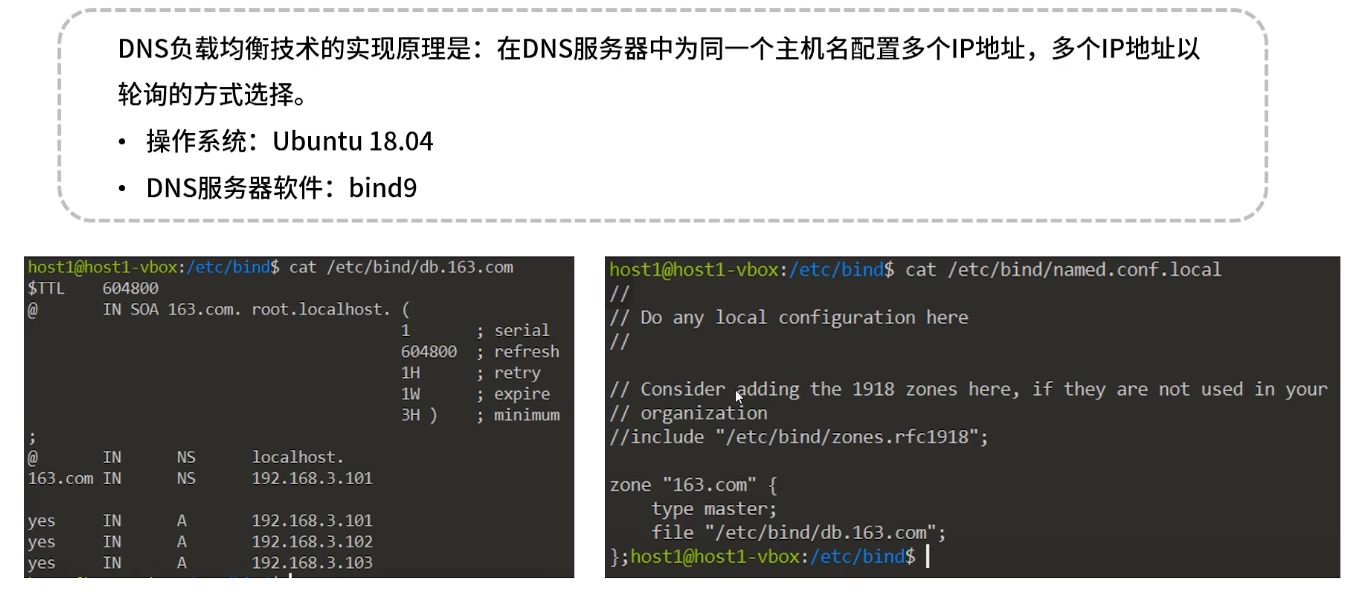 DNS负载均衡技术的实现原理是：在DNS服务器中为同一个主机名配置多个IP地址，多个IP地址以
轮询的方式选择。
• 操作系统：Ubuntu 18.04
• DNS服务器软件：bind9
host1@host1-vbox:/etc/bind$ cat /etc/bind/db.163.com
$TTL 604800
@ IN SOA 163.com. root.localhost. (
1 ; serial
604800 ; refresh
1H ; retry
1W ; expire
3H ) ; minimum
;
@ IN NS localhost.
163.com IN NS 192.168.3.101
yes IN A 192.168.3.101
yes IN A 192.168.3.102
yes IN A 192.168.3.103
host1@host1-vbox:/etc/bind$ cat /etc/bind/named.conf.local
//
// Do any local configuration here
//
// Consider adding the 1918 zones here, if they are not used in your
// organization
//include "/etc/bind/zones.rfc1918";
zone "163.com" {
type master;
file "/etc/bind/db.163.com";
};host1@host1-vbox:/etc/bind$